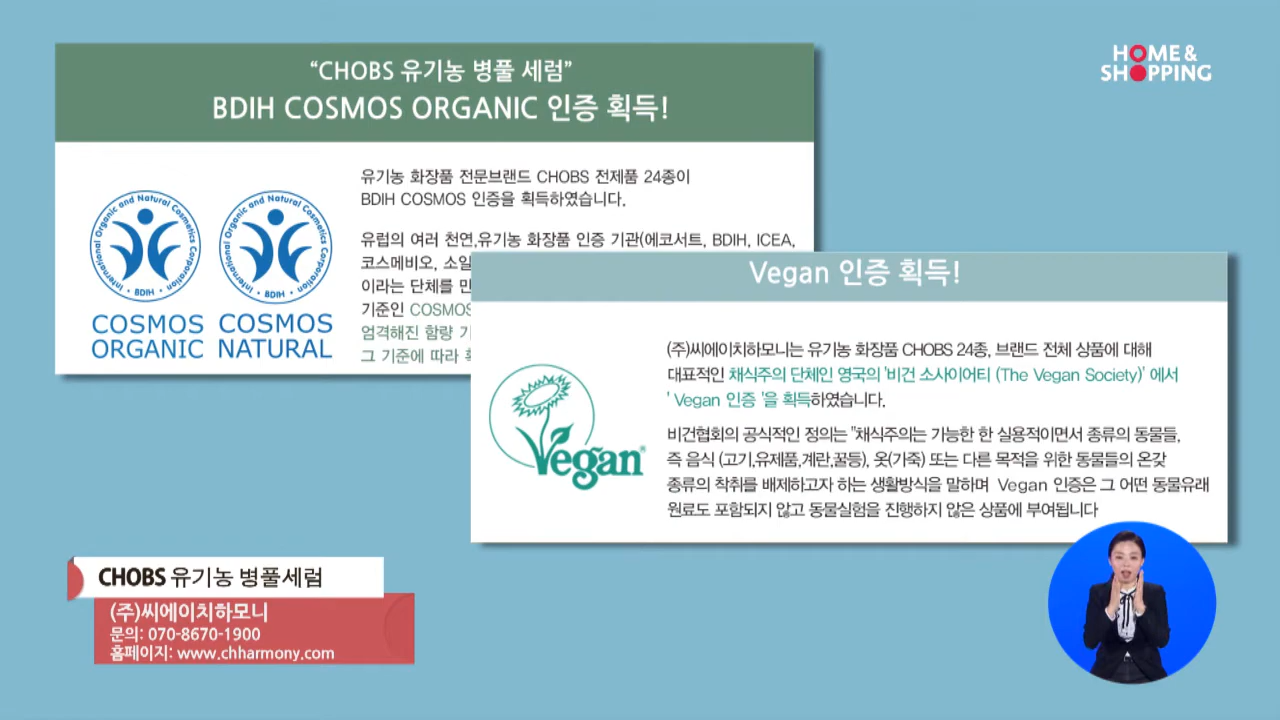 HOME&
SHOPPING
“CHOBS 유기농 병풀 세럼”
BDIH COSMOS ORGANIC 인증 획득!
유기농 화장품 전문브랜드 CHOBS 전제품 24종이
BDIH COSMOS 인증을 획득하였습니다.
유럽의 여러 천연,유기농 화장품 인증 기관(에코서트, BDIH, ICEA,
코스메비오, 소일
이라는 단체를 만
기준인 COSMOS
엄격해진 함량 기
그 기준에 따라
International Organic and Natural Cosmetics Corporation • BDIH •
COSMOS
ORGANIC
International Organic and Natural Cosmetics Corporation • BDIH •
COSMOS
NATURAL
Vegan 인증 획득!
Vegan®
(주)씨에이치하모니는 유기농 화장품 CHOBS 24종, 브랜드 전체 상품에 대해
대표적인 채식주의 단체인 영국의 '비건 소사이어티 (The Vegan Society)' 에서
' Vegan 인증 '을 획득하였습니다.
비건협회의 공식적인 정의는 "채식주의는 가능한 한 실용적이면서 종류의 동물들,
즉 음식 (고기,유제품,계란,꿀등), 옷(가죽) 또는 다른 목적을 위한 동물들의 온갖
종류의 착취를 배제하고자 하는 생활방식을 말하며 Vegan 인증은 그 어떤 동물유래
원료도 포함되지 않고 동물실험을 진행하지 않은 상품에 부여됩니다
CHOBS 유기농 병풀세럼
(주)씨에이치하모니
문의: 070-8670-1900
홈페이지: www.chharmony.com